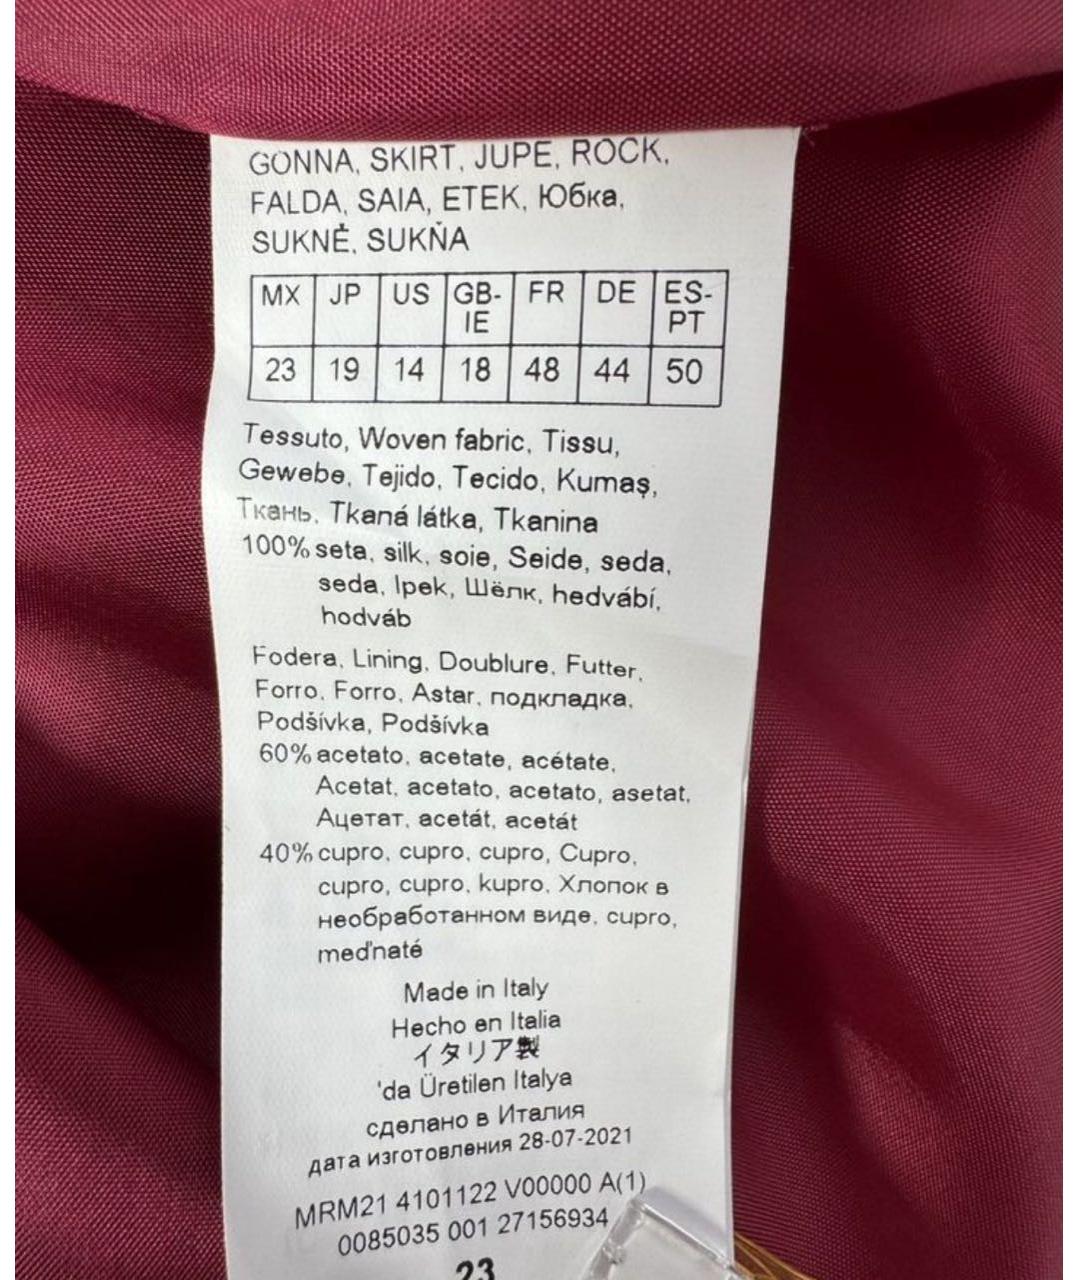 GONNA, SKIRT, JUPE, ROCK,
FALDA, SAIA, ETEK, Юбка,
SUKNĚ, SUKŇA
MX JP US GB-IE FR DE ES-PT
23 19 14 18 48 44 50
Tessuto, Woven fabric, Tissu,
Gewebe, Tejido, Tecido, Kumaş,
Ткань, Tkaná látka, Tkanina
100% seta, silk, soie, Seide, seda,
seda, Ipek, Шёлк, hedvábí,
hodváb
Fodera, Lining, Doublure, Futter,
Forro, Forro, Astar, подкладка,
Podšívka, Podšívka
60% acetato, acetate, acétate,
Acetat, acetato, acetato, asetat,
Ацетат, acetát, acetát
40% cupro, cupro, cupro, Cupro,
cupro, cupro, kupro, Хлопок в
необработанном виде, cupro,
meďnaté
Made in Italy
Hecho en Italia
イタリア製
'da Üretilen Italya
сделано в Италия
дата изготовления 28-07-2021
MRM21 4101122 V00000 A(1)
0085035 001 27156934
23